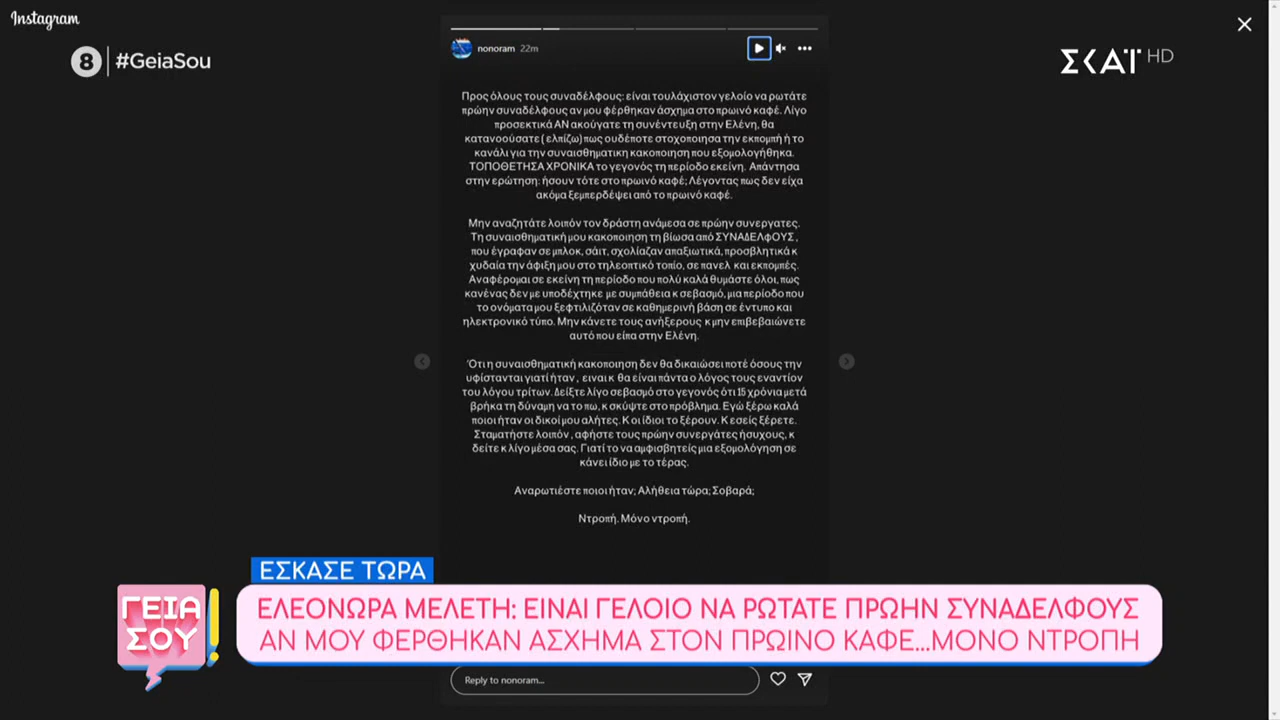 Instagram
nonoram 22m
8 #GeiaSou
ΣΚΑΪ HD
Προς όλους τους συναδέλφους: είναι τουλάχιστον γελοίο να ρωτάτε
πρώην συναδέλφους αν μου φέρθηκαν άσχημα στο πρωινό καφέ. Λίγο
προσεκτικά ΑΝ ακούγατε τη συνέντευξη στην Ελένη, θα
κατανοούσατε ( ελπίζω) πως ουδέποτε στοχοποιησα την εκπομπή ή το
κανάλι για την συναισθηματικη κακοποιηση που εξομολογήθηκα.
ΤΟΠΟΘΕΤΗΣΑ ΧΡΟΝΙΚΑ το γεγονός τη περίοδο εκείνη. Απάντησα
στην ερώτηση: ήσουν τότε στο πρωινό καφέ; Λέγοντας πως δεν είχα
ακόμα ξεμπερδέψει από το πρωινό καφέ.
Μην αναζητάτε λοιπόν τον δράστη ανάμεσα σε πρώην συνεργατες.
Τη συναισθηματική μου κακοποιηση τη βίωσα από ΣΥΝΑΔΕΛφΟΥΣ ,
που έγραφαν σε μπλοκ, σάιτ, σχολίαζαν απαξιωτικά, προσβλητικά κ
χυδαία την άφιξη μου στο τηλεοπτικό τοπίο, σε πανελ και εκπομπές.
Αναφέρομαι σε εκείνη τη περίοδο που πολύ καλά θυμάστε όλοι, πως
κανένας δεν με υποδέχτηκε με συμπάθεια κ σεβασμό, μια περίοδο που
το ονόματα μου ξεφτιλιζόταν σε καθημερινή βάση σε έντυπο και
ηλεκτρονικό τύπο. Μην κάνετε τους ανήξερους κ μην επιβεβαιώνετε
αυτό που είπα στην Ελένη.
Ότι η συναισθηματική κακοποίηση δεν θα δικαιώσει ποτέ όσους την
υφίστανται γιατί ήταν , ειναι κ θα είναι πάντα ο λόγος τους εναντίον
του λόγου τρίτων. Δείξτε λίγο σεβασμό στο γεγονός ότι 15 χρόνια μετά
βρήκα τη δύναμη να το πω, κ σκύψτε στο πρόβλημα. Εγώ ξέρω καλά
ποιοι ήταν οι δικοί μου αλήτες. Κ οι ίδιοι το ξέρουν. Κ εσείς ξέρετε.
Σταματήστε λοιπόν , αφήστε τους πρώην συνεργάτες ήσυχους, κ
δείτε κ λίγο μέσα σας. Γιατί το να αμφισβητείς μια εξομολόγηση σε
κάνει ίδιο με το τέρας.
Αναρωτιέστε ποιοι ήταν; Αλήθεια τώρα; Σοβαρά;
Ντροπή. Μόνο ντροπή.
ΕΣΚΑΣΕ ΤΩΡΑ
ΓΕΙΑ ΣΟΥ!
ΕΛΕΟΝΩΡΑ ΜΕΛΕΤΗ: ΕΙΝΑΙ ΓΕΛΟΙΟ ΝΑ ΡΩΤΑΤΕ ΠΡΩΗΝ ΣΥΝΑΔΕΛΦΟΥΣ
ΑΝ ΜΟΥ ΦΕΡΘΗΚΑΝ ΑΣΧΗΜΑ ΣΤΟΝ ΠΡΩΙΝΟ ΚΑΦΕ...ΜΟΝΟ ΝΤΡΟΠΗ
Reply to nonoram...